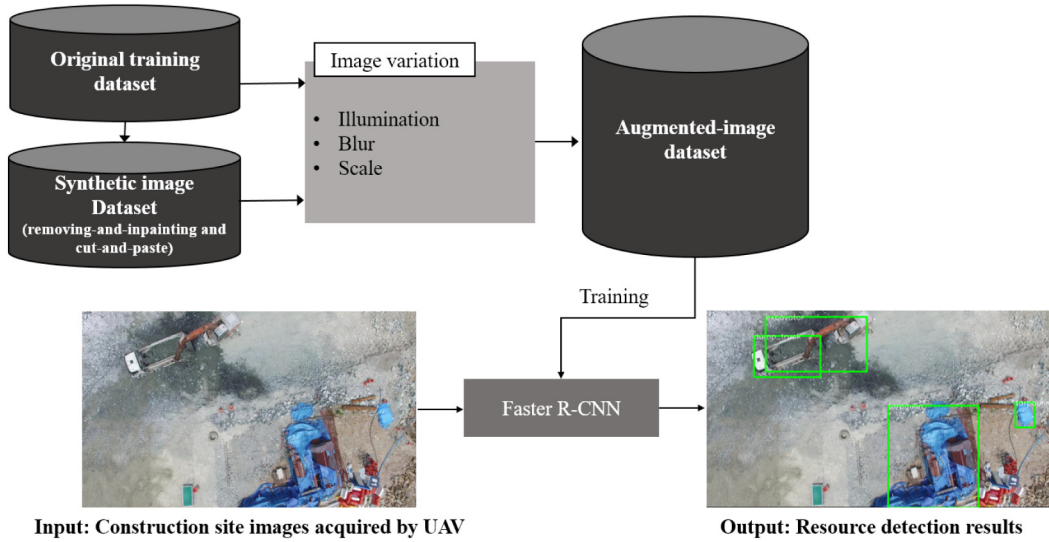 Original training
dataset
Image variation
• Illumination
• Blur
• Scale
Augmented-image
dataset
Synthetic image
Dataset
(removing-and-inpainting and
cut-and-paste)
Training
Faster R-CNN
excavator
dump_truck
Input: Construction site images acquired by UAV
Output: Resource detection results